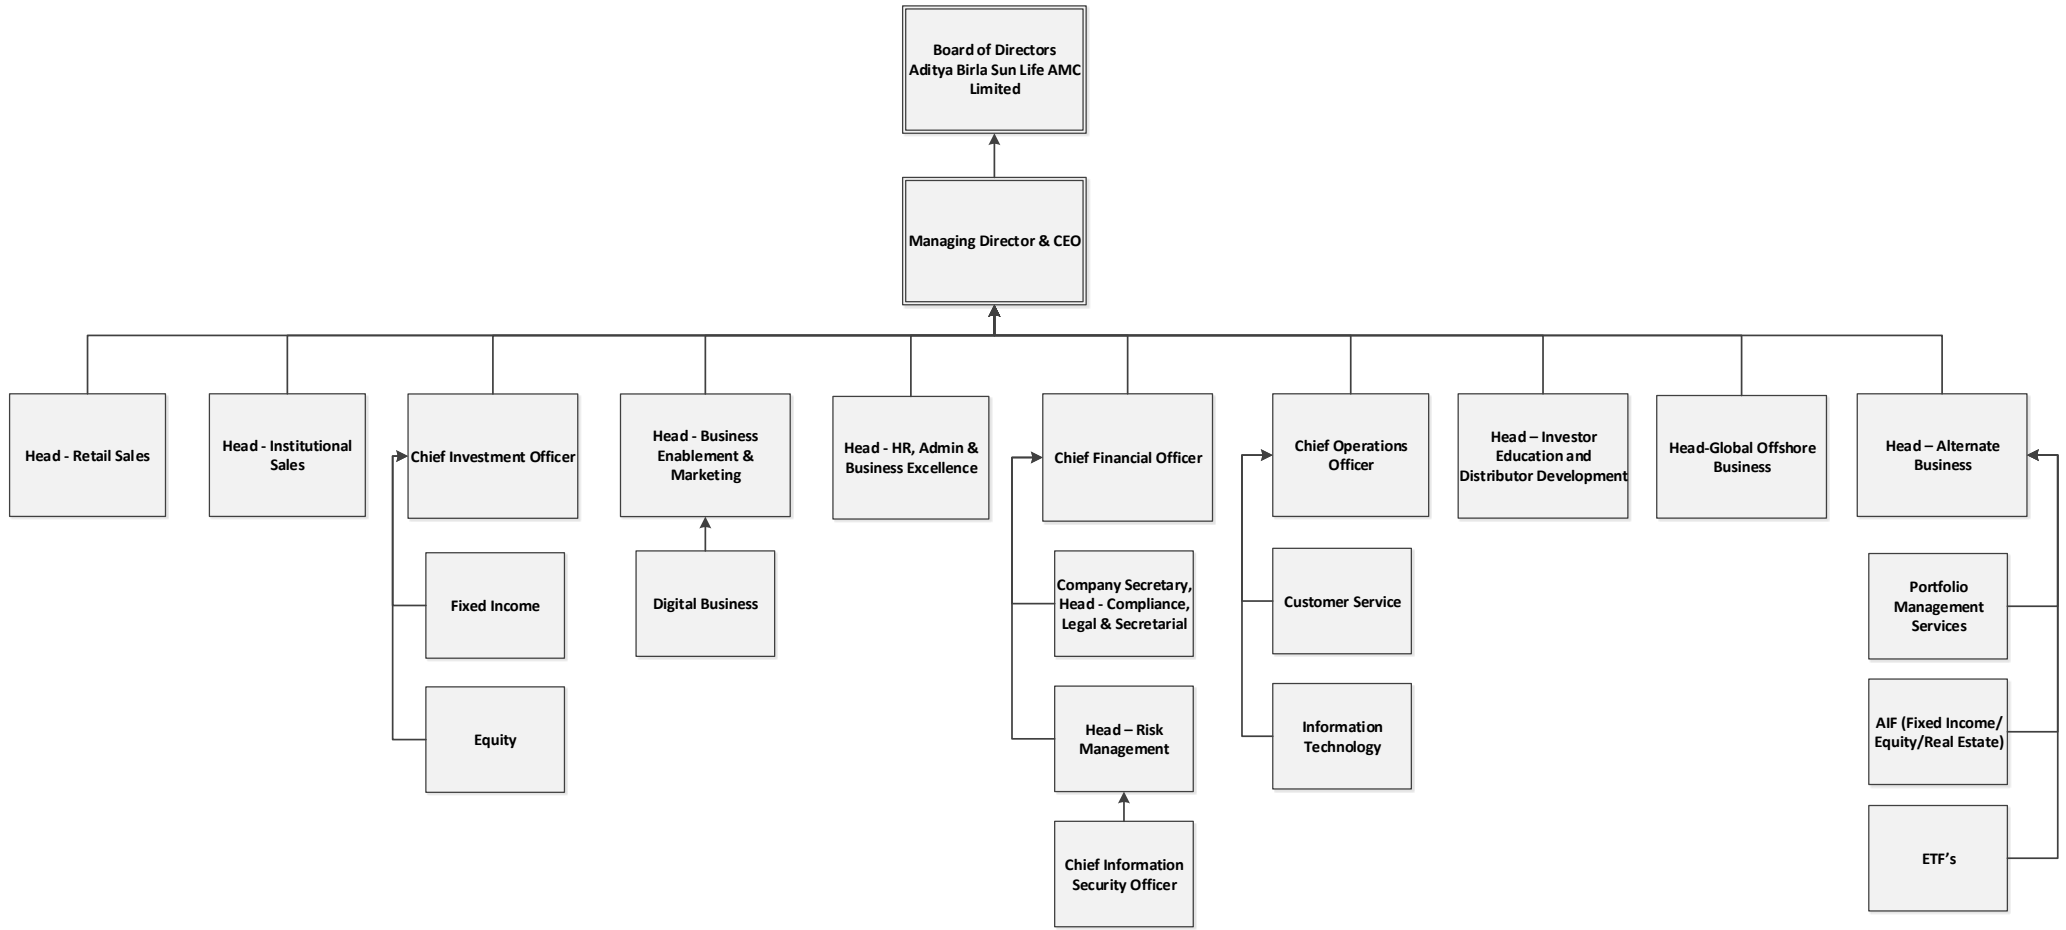 Board of Directors
Aditya Birla Sun Life AMC
Limited
Managing Director & CEO
Head - Retail Sales
Head - Institutional
Sales
Chief Investment Officer
Head - Business
Enablement &
Marketing
Head - HR, Admin &
Business Excellence
Chief Financial Officer
Chief Operations
Officer
Head – Investor
Education and
Distributor Development
Head-Global Offshore
Business
Head – Alternate
Business
Fixed Income
Digital Business
Company Secretary,
Head - Compliance,
Legal & Secretarial
Customer Service
Portfolio
Management
Services
Equity
Head – Risk
Management
Information
Technology
AIF (Fixed Income/
Equity/Real Estate)
Chief Information
Security Officer
ETF’s